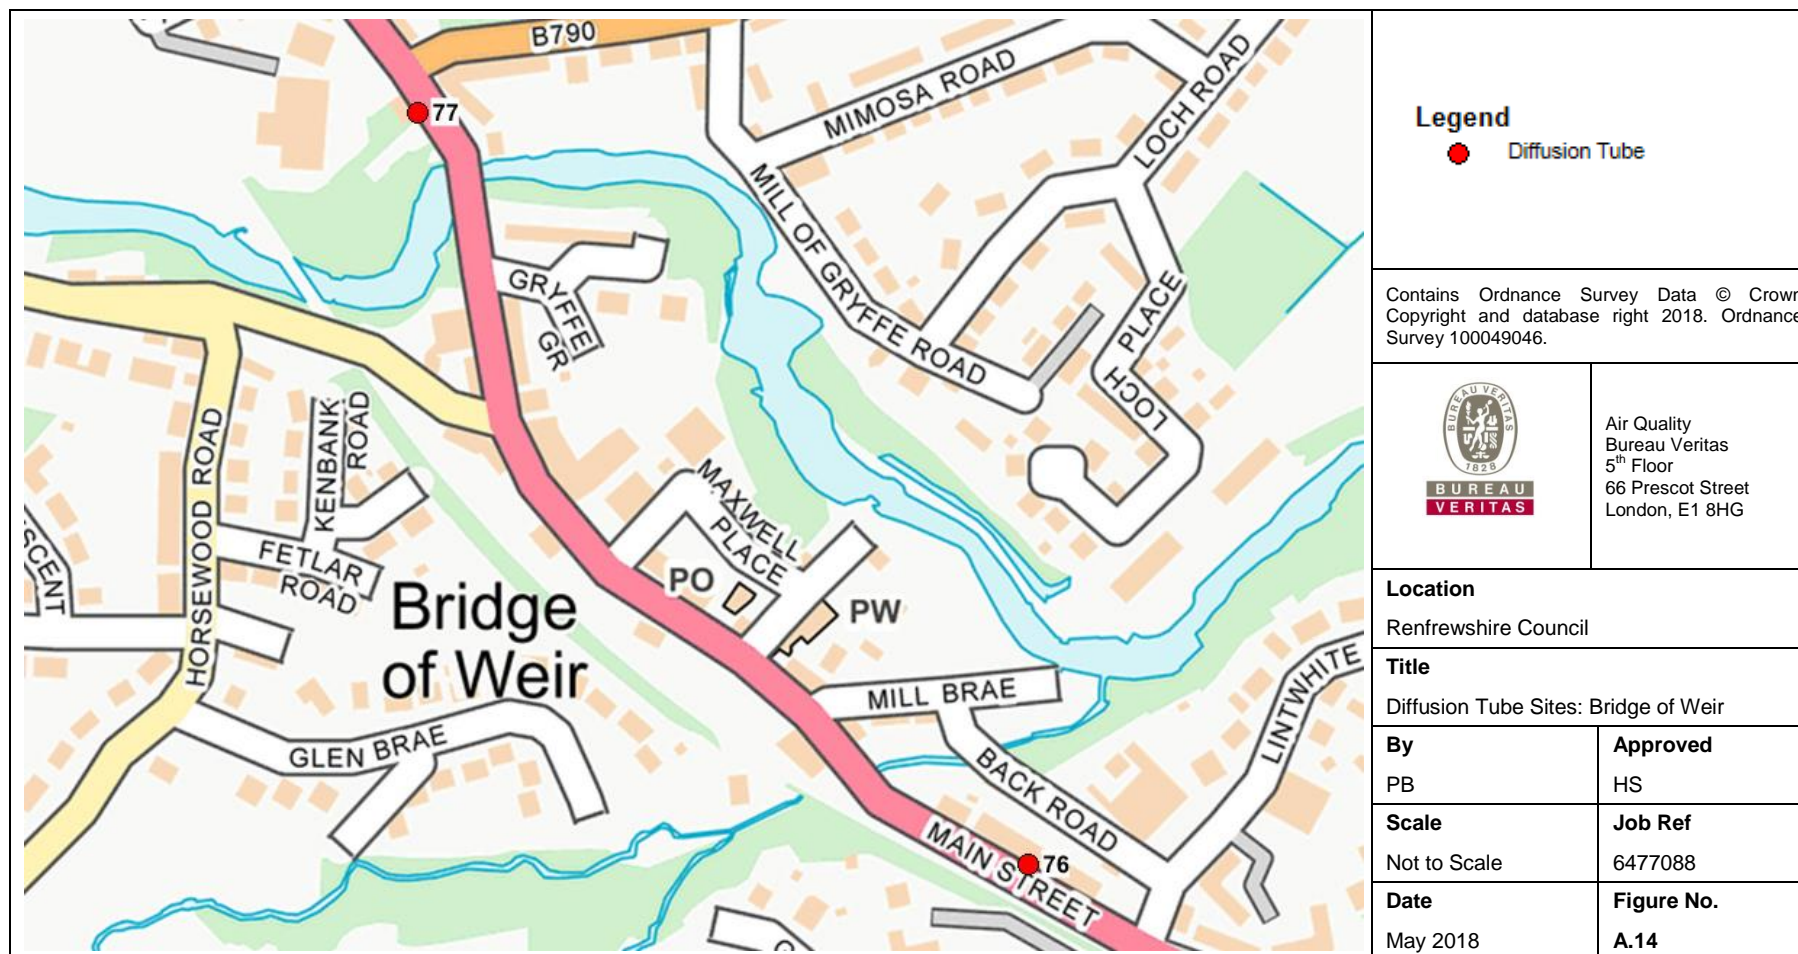 B790
77
MIMOSA ROAD
LOCH ROAD
MILL OF GRYFFE ROAD
GRYFFE
GR
LOCH PLACE
KENBANK
ROAD
HORSEWOOD ROAD
FETLAR
ROAD
SCENT
MAXWELL
PLACE
PO
PW
Bridge
of Weir
MILL BRAE
LINTWHITE
GLEN BRAE
BACK ROAD
MAIN STREET
76
Legend
Diffusion Tube
Contains Ordnance Survey Data © Crown
Copyright and database right 2018. Ordnance
Survey 100049046.
BUREAU VERITAS
1828
BUREAU
VERITAS
Air Quality
Bureau Veritas
5th Floor
66 Prescot Street
London, E1 8HG
Location
Renfrewshire Council
Title
Diffusion Tube Sites: Bridge of Weir
By
Approved
PB
HS
Scale
Job Ref
Not to Scale
6477088
Date
Figure No.
May 2018
A.14